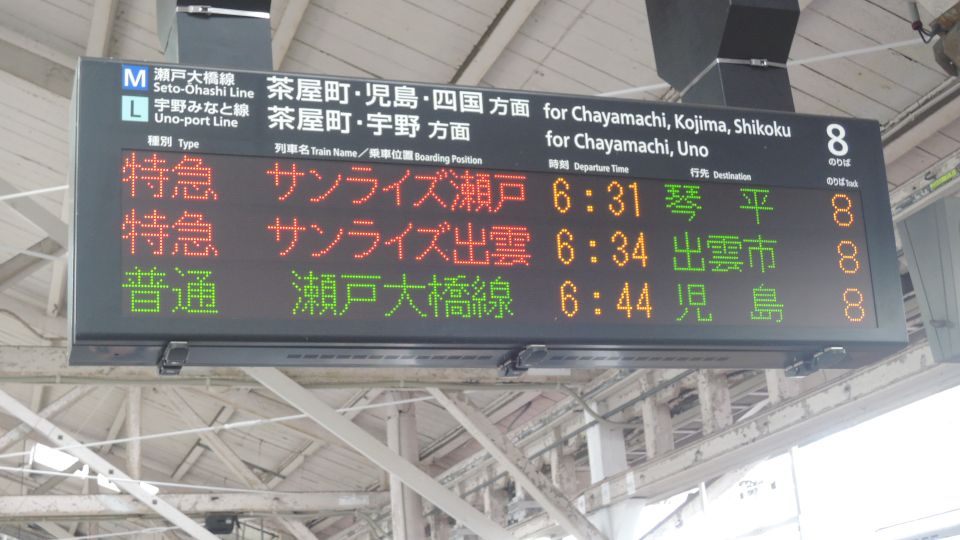 M 瀬戸大橋線 茶屋町・児島・四国 方面 for Chayamachi, Kojima, Shikoku 8
Seto-Ohashi Line
L 宇野みなと線 茶屋町・宇野 方面 for Chayamachi, Uno のりば
Uno-port Line
種別 Type 列車名 Train Name／乗車位置 Boarding Position 時刻 Departure Time 行先 Destination のりば Track
特急 サンライズ瀬戸 6:31 琴平 8
特急 サンライズ出雲 6:34 出雲市 8
普通 瀬戸大橋線 6:44 児島 8